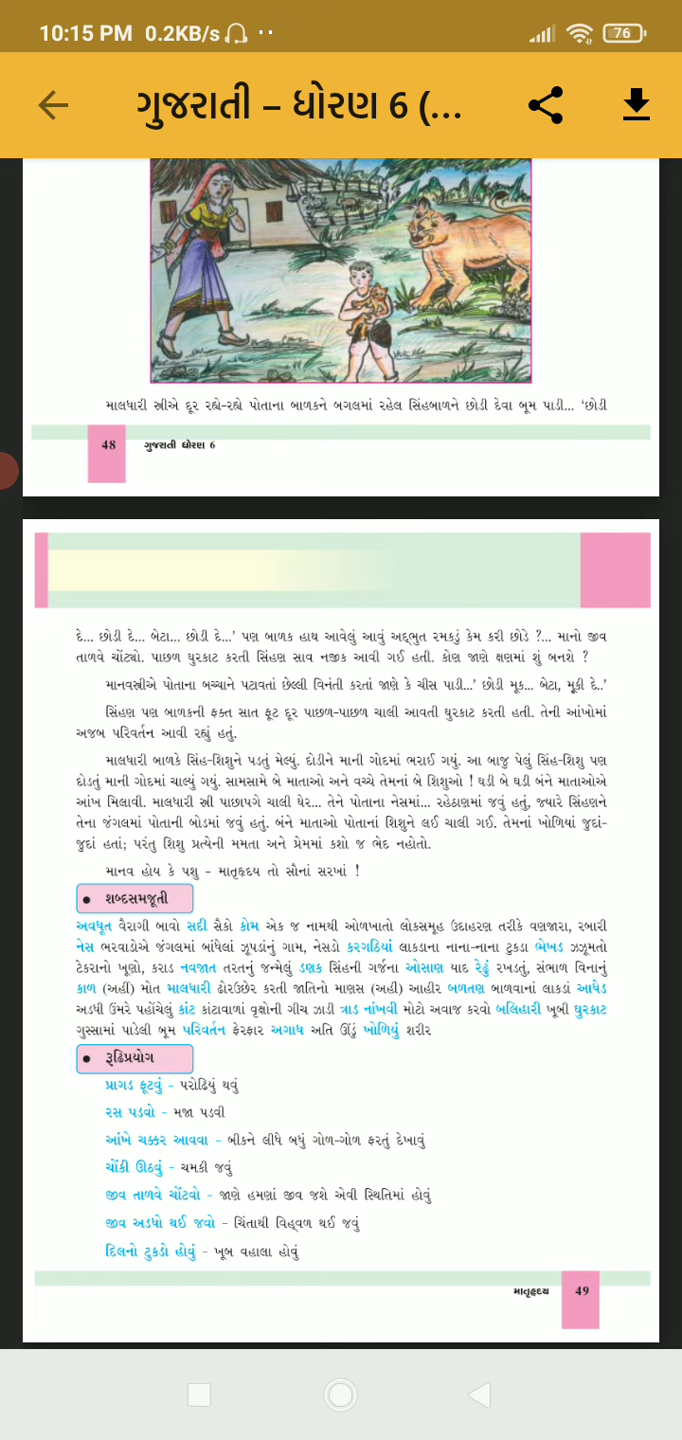 10:15 PM 0.2KB/s
76
ગુજરાતી – ધોરણ 6 (...
માલધારી સ્ત્રીએ દૂર રહ્યે-રહ્યે પોતાના બાળકને બગલમાં રહેલ સિંહબાળને છોડી દેવા બૂમ પાડી... ‘છોડી
48 ગુજરાતી ધોરણ 6
દે... છોડી દે... બેટા... છોડી દે...’ પણ બાળક હાથ આવેલું આવું અદ્ભુત રમકડું કેમ કરી છોડે ?... માનો જીવ
તાળવે ચોંટ્યો. પાછળ ઘુરકાટ કરતી સિંહણ સાવ નજીક આવી ગઈ હતી. કોણ જાણે ક્ષણમાં શું બનશે ?
માનવસ્ત્રીએ પોતાના બચ્ચાને પટાવતાં છેલ્લી વિનંતી કરતાં જાણે કે ચીસ પાડી...’ છોડી મૂક... બેટા, મૂકી દે..’
સિંહણ પણ બાળકની ફક્ત સાત ફૂટ દૂર પાછળ-પાછળ ચાલી આવતી ઘુરકાટ કરતી હતી. તેની આંખોમાં
અજબ પરિવર્તન આવી રહ્યું હતું.
માલધારી બાળકે સિંહ-શિશુને પડતું મેલ્યું. દોડીને માની ગોદમાં ભરાઈ ગયું. આ બાજુ પેલું સિંહ-શિશુ પણ
દોડતું માની ગોદમાં ચાલ્યું ગયું. સામસામે બે માતાઓ અને વચ્ચે તેમનાં બે શિશુઓ ! ઘડી બે ઘડી બંને માતાઓએ
આંખ મિલાવી. માલધારી સ્ત્રી પાછાપગે ચાલી ઘેર... તેને પોતાના નેસમાં... રહેઠાણમાં જવું હતું, જ્યારે સિંહણને
તેના જંગલમાં પોતાની બોડમાં જવું હતું. બંને માતાઓ પોતાનાં શિશુને લઈ ચાલી ગઈ. તેમનાં ખોળિયાં જુદાં-
જુદાં હતાં; પરંતુ શિશુ પ્રત્યેની મમતા અને પ્રેમમાં કશો જ ભેદ નહોતો.
માનવ હોય કે પશુ – માતૃહૃદય તો સૌનાં સરખાં !
● શબ્દસમજૂતી
અવધૂત વૈરાગી બાવો સદી સૈકો કોમ એક જ નામથી ઓળખાતો લોકસમૂહ ઉદાહરણ તરીકે વણજારા, રબારી
નેસ ભરવાડોએ જંગલમાં બાંધેલાં ઝૂપડાંનું ગામ, નેસડો કરગઠિયાં લાકડાના નાના-નાના ટુકડા ભેખડ ઝઝૂમતો
ટેકરાનો ખૂણો, કરાડ નવજાત તરતનું જન્મેલું ડણક સિંહની ગર્જના ઓસાણ યાદ રેઢું રખડતું, સંભાળ વિનાનું
કાળ (અહીં) મોત માલધારી ઢોરઉછેર કરતી જાતિનો માણસ (અહીં) આહીર બળતણ બાળવાનાં લાકડાં આધેડ
અડધી ઉંમરે પહોંચેલું કાંટ કાંટાવાળાં વૃક્ષોની ગીચ ઝાડી ત્રાડ નાંખવી મોટો અવાજ કરવો બલિહારી ખૂબી ઘુરકાટ
ગુસ્સામાં પાડેલી બૂમ પરિવર્તન ફેરફાર અગાધ અતિ ઊંડું ખોળિયું શરીર
● રૂઢિપ્રયોગ
પ્રાગડ ફૂટવું – પરોઢિયું થવું
રસ પડવો – મજા પડવી
આંખે ચક્કર આવવા – બીકને લીધે બધું ગોળ-ગોળ ફરતું દેખાવું
ચોંકી ઊઠવું – ચમકી જવું
જીવ તાળવે ચોંટવો – જાણે હમણાં જીવ જશે એવી સ્થિતિમાં હોવું
જીવ અડધો થઈ જવો – ચિંતાથી વિહ્વળ થઈ જવું
દિલનો ટુકડો હોવું – ખૂબ વહાલા હોવું
માતૃહૃદય 49